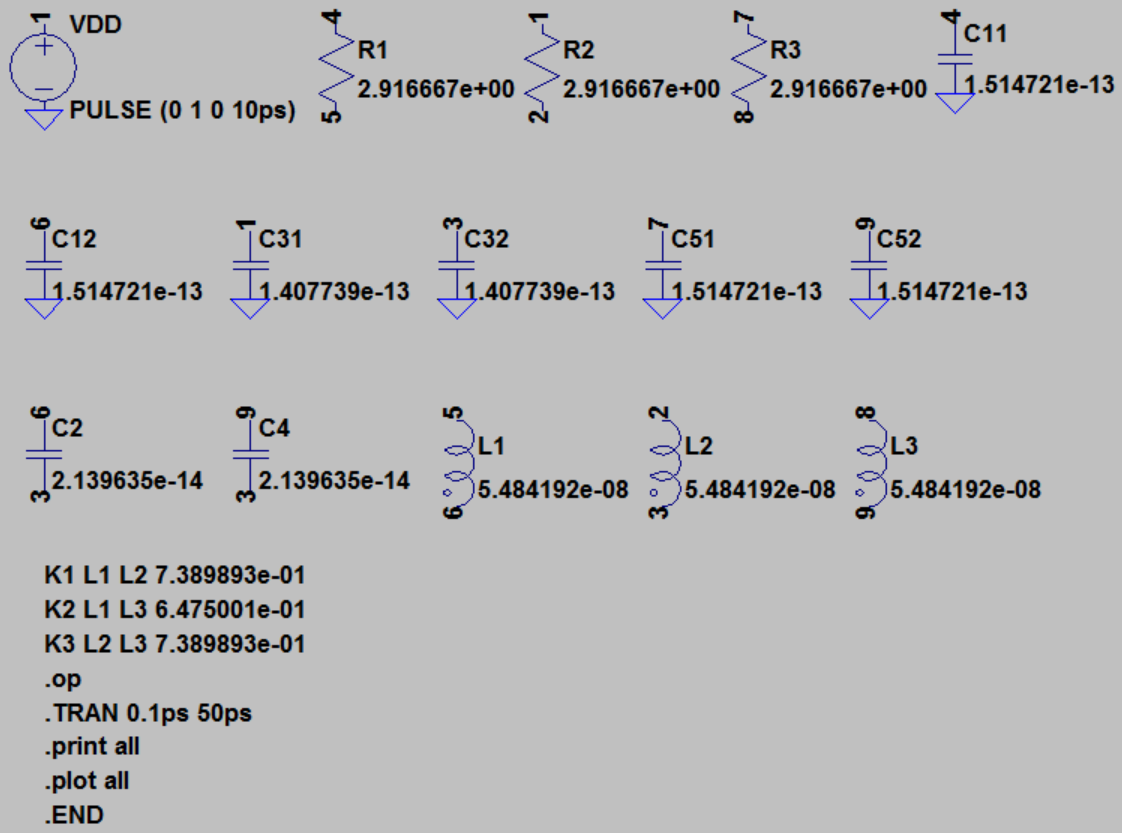 1 VDD
PULSE (0 1 0 10ps)
4 R1
2.916667e+00
5
1 R2
2.916667e+00
2
7 R3
2.916667e+00
8
4 C11
1.514721e-13
6 C12
1.514721e-13
1 C31
1.407739e-13
3 C32
1.407739e-13
7 C51
1.514721e-13
9 C52
1.514721e-13
6 C2
2.139635e-14
3
9 C4
2.139635e-14
3
5 L1
5.484192e-08
6
2 L2
5.484192e-08
3
8 L3
5.484192e-08
9
K1 L1 L2 7.389893e-01
K2 L1 L3 6.475001e-01
K3 L2 L3 7.389893e-01
.op
.TRAN 0.1ps 50ps
.print all
.plot all
.END